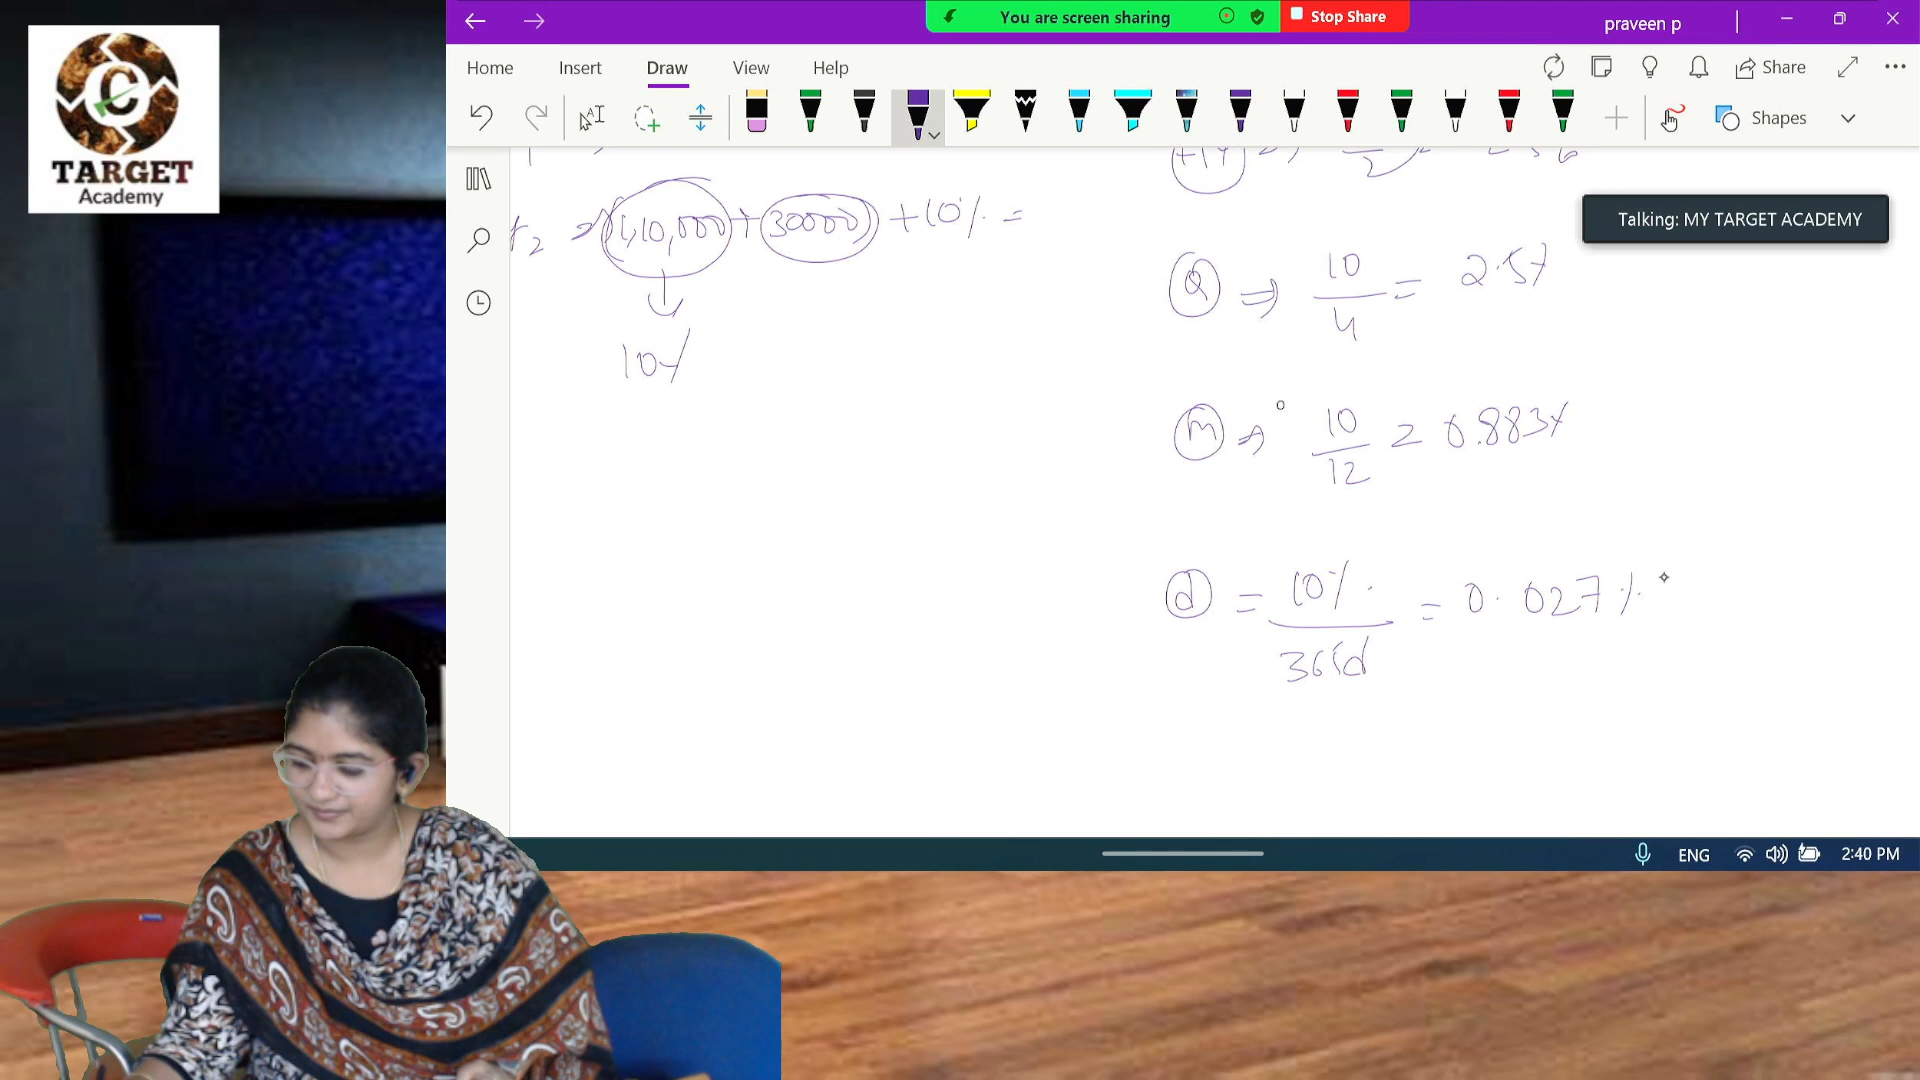 TARGET
Academy
You are screen sharing
Stop Share
praveen p
Home Insert Draw View Help
Share
Shapes
Talking: MY TARGET ACADEMY
2 ⇒ 1,10,000 + 30000 + 10% =
10%
Q ⇒ 10/4 = 2.5%
m ⇒ 10/12 = 0.883%
d = 10%/365d = 0.027%
ENG 2:40 PM